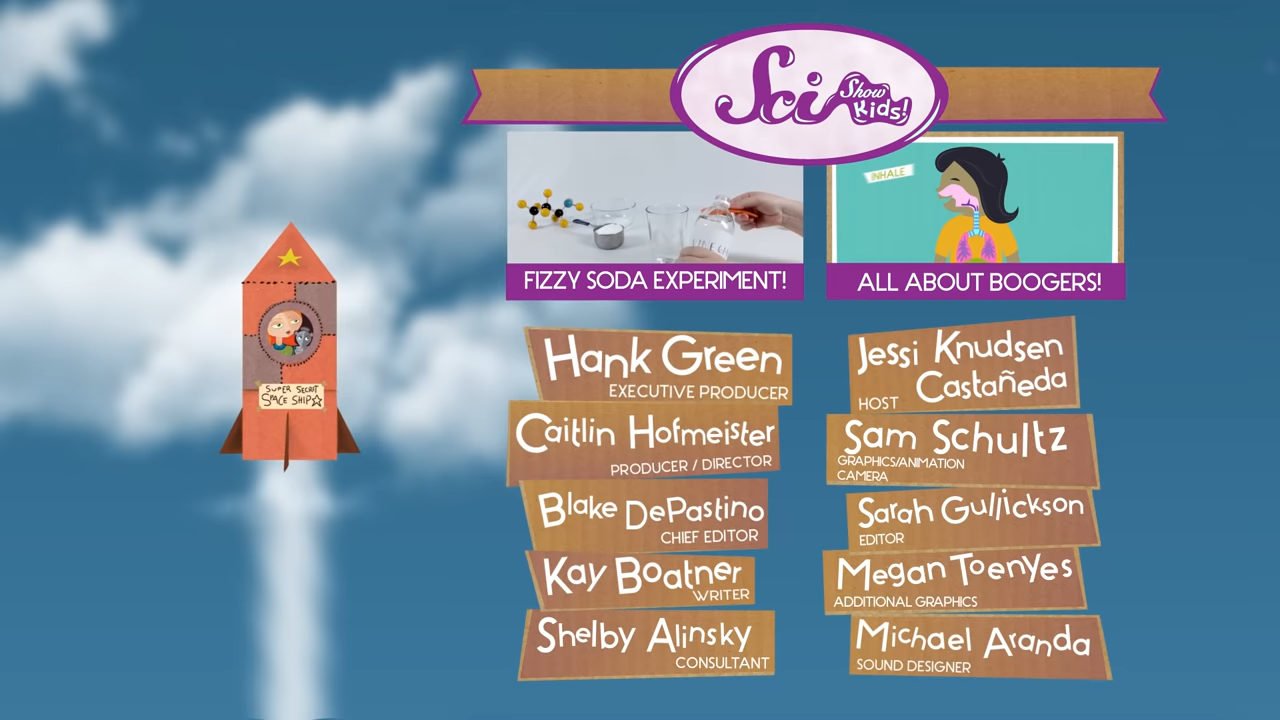 Sci Show Kids!
INHALE
FIZZY SODA EXPERIMENT!
ALL ABOUT BOOGERS!
SUPER SECRIT
SPACE SHIP☆
Hank Green
EXECUTIVE PRODUCER
Caitlin Hofmeister
PRODUCER / DIRECTOR
Blake DePastino
CHIEF EDITOR
Kay Boatner
WRITER
Shelby Alinsky
CONSULTANT
Jessi Knudsen
Castañeda
HOST
Sam Schultz
GRAPHICS/ANIMATION
CAMERA
Sarah Gullickson
EDITOR
Megan Toenyes
ADDITIONAL GRAPHICS
Michael Aranda
SOUND DESIGNER